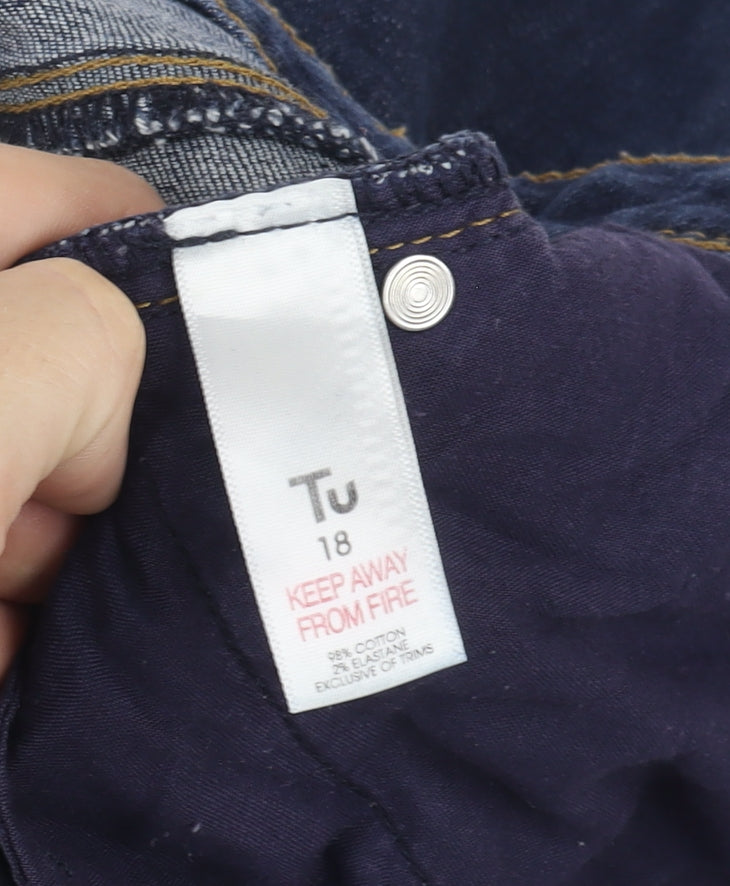 Tu
18
KEEP AWAY
FROM FIRE
98% COTTON
2% ELASTANE
EXCLUSIVE OF TRIMS